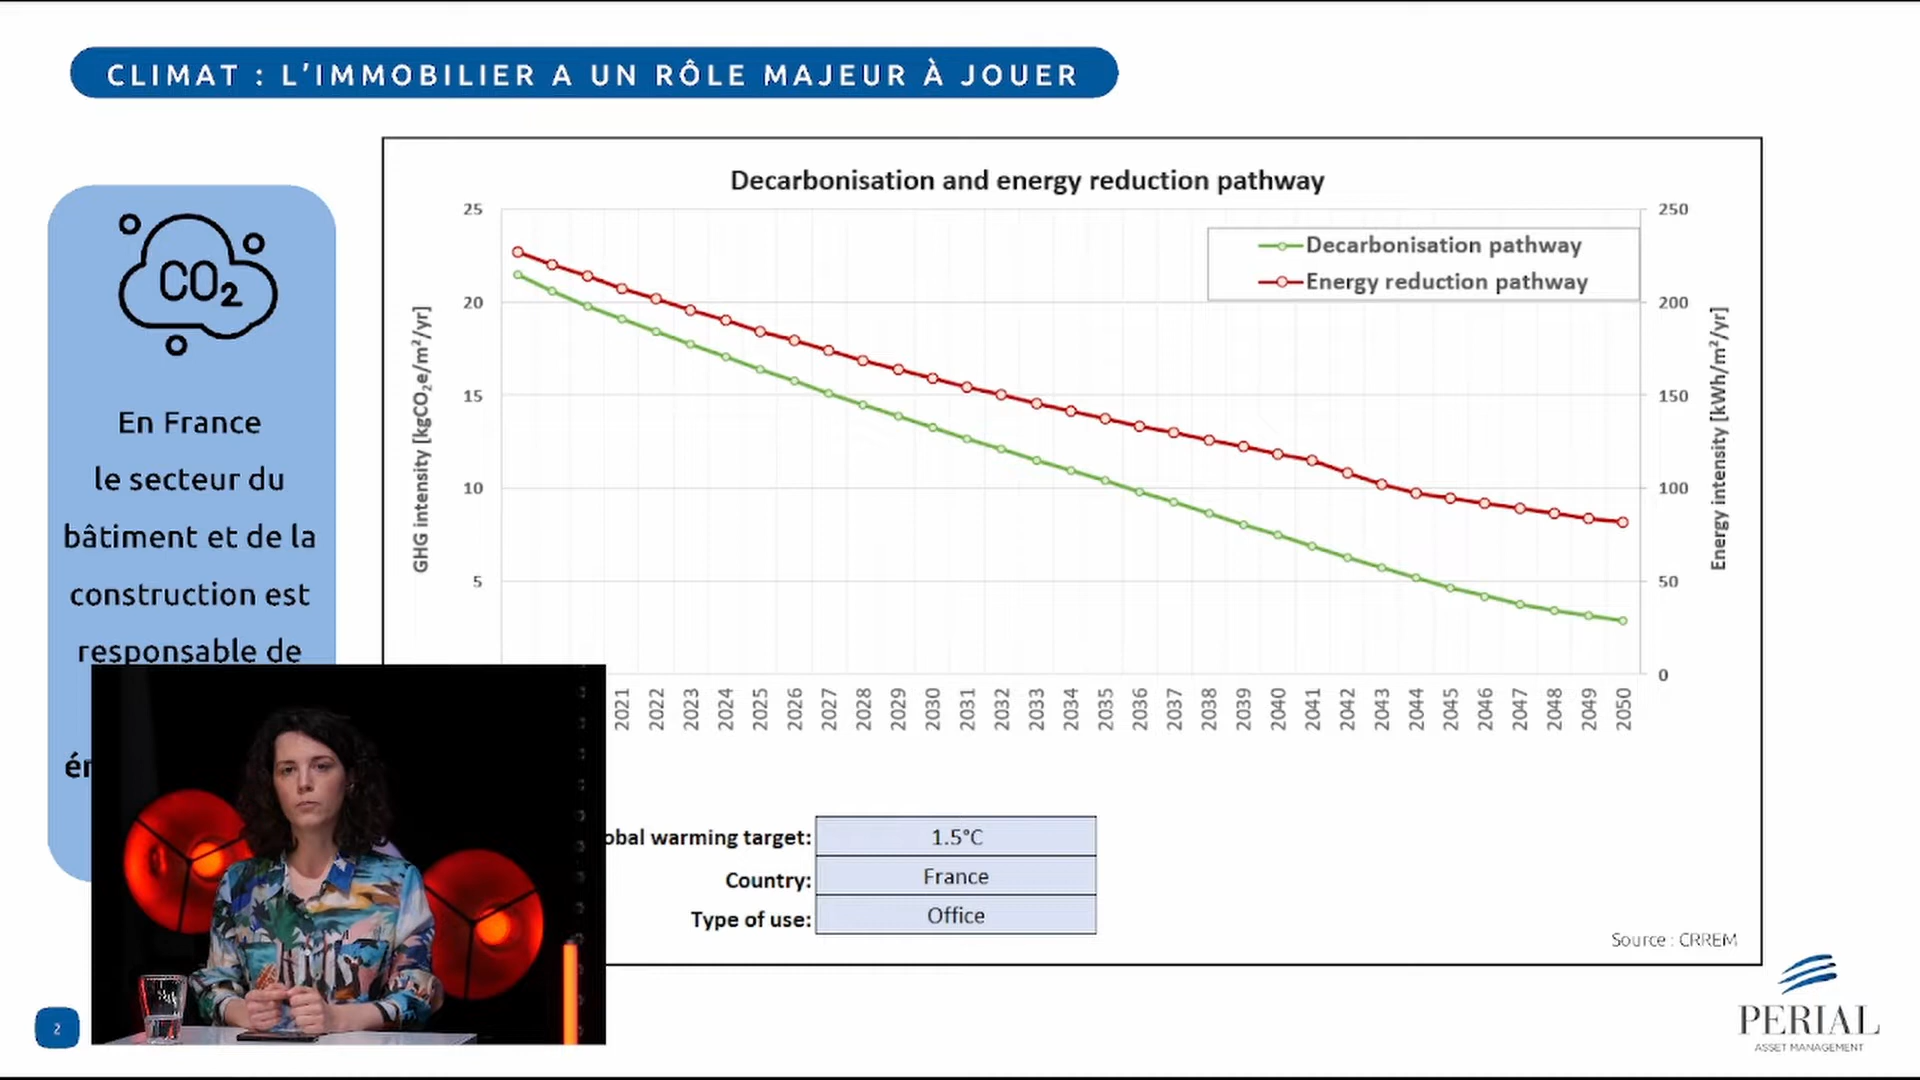 CLIMAT : L'IMMOBILIER A UN RÔLE MAJEUR À JOUER
CO2
En France
le secteur du
bâtiment et de la
construction est
responsable de
Decarbonisation and energy reduction pathway
Decarbonisation pathway
Energy reduction pathway
GHG intensity [kgCO2e/m²/yr]
25
20
15
10
5
Energy intensity [kWh/m²/yr]
250
200
150
100
50
0
2021 2022 2023 2024 2025 2026 2027 2028 2029 2030 2031 2032 2033 2034 2035 2036 2037 2038 2039 2040 2041 2042 2043 2044 2045 2046 2047 2048 2049 2050
obal warming target: 1.5°C
Country: France
Type of use: Office
Source : CRREM
PERIAL
ASSET MANAGEMENT
2